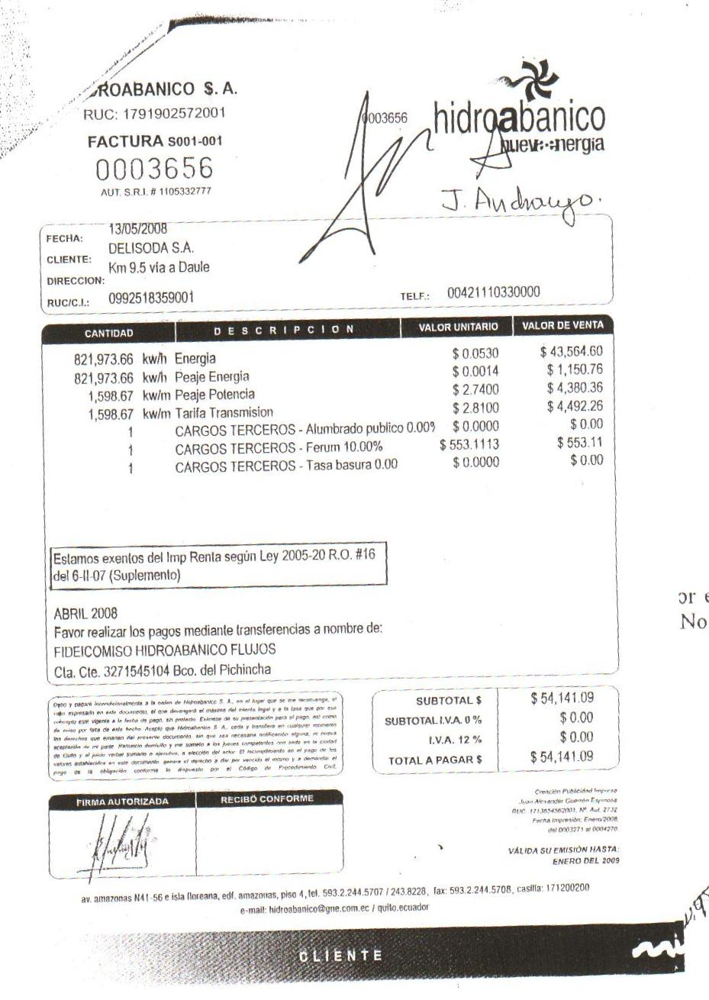 ROABANICO S. A.
RUC: 1791902572001
FACTURA S001-001
0003656
AUT. S.R.I. # 1105332777
0003656
hidroabanico
nueva energia
J. Andrango.
FECHA: 13/05/2008
CLIENTE: DELISODA S.A.
DIRECCION: Km 9.5 vía a Daule
RUC/C.I.: 0992518359001 TELF.: 00421110330000
CANTIDAD DESCRIPCION VALOR UNITARIO VALOR DE VENTA
821,973.66 kw/h Energia $ 0.0530 $ 43,564.60
821,973.66 kw/h Peaje Energia $ 0.0014 $ 1,150.76
1,598.67 kw/m Peaje Potencia $ 2.7400 $ 4,380.36
1,598.67 kw/m Tarifa Transmision $ 2.8100 $ 4,492.26
1 CARGOS TERCEROS - Alumbrado publico 0.00% $ 0.0000 $ 0.00
1 CARGOS TERCEROS - Ferum 10.00% $ 553.1113 $ 553.11
1 CARGOS TERCEROS - Tasa basura 0.00 $ 0.0000 $ 0.00
Estamos exentos del Imp Renta según Ley 2005-20 R.O. #16
del 6-II-07 (Suplemento)
ABRIL 2008
Favor realizar los pagos mediante transferencias a nombre de:
FIDEICOMISO HIDROABANICO FLUJOS
Cta. Cte. 3271545104 Bco. del Pichincha
or e
No
Debo y pagaré incondicionalmente a la orden de Hidroabanico S. A., en el lugar que se me reconvenga, el
valor expresado en este documento, el que devengará el máximo del interés legal y a la tasa que por ese
concepto esté vigente a la fecha de pago, sin protesto. Exímese de su presentación para el pago, así como
de aviso por falta de este hecho. Acepto que Hidroabanico S. A., ceda y transfiera en cualquier momento
los derechos que emanan del presente documento, sin que sea necesaria notificación alguna, ni nueva
aceptación de mi parte. Renuncio domicilio y me someto a los jueces competentes con sede en la ciudad
de Quito y al juicio verbal sumario o ejecutivo, a elección del actor. El incumplimiento en el pago de los
valores establecidos en este documento, genera el derecho a dar por vencido el mismo y a demandar el
pago de la obligación conforme lo dispuesto por el Código de Procedimiento Civil.
SUBTOTAL $ $ 54,141.09
SUBTOTAL I.V.A. 0 % $ 0.00
I.V.A. 12 % $ 0.00
TOTAL A PAGAR $ $ 54,141.09
FIRMA AUTORIZADA RECIBÓ CONFORME
Creación Publicidad Impresa
Juan Alexander Guzmán Espinosa
RUC. 1713654562001, Nº. Aut. 2732
Fecha Impresión: Enero/2008,
del 0003271 al 0004270
VÁLIDA SU EMISIÓN HASTA:
ENERO DEL 2009
av. amazonas N41-56 e isla floreana, edf. amazonas, piso 4, tel. 593.2.244.5707 / 243.8228, fax: 593.2.244.5708, casilla: 171200200
e-mail: hidroabanico@gne.com.ec / quito.ecuador
CLIENTE